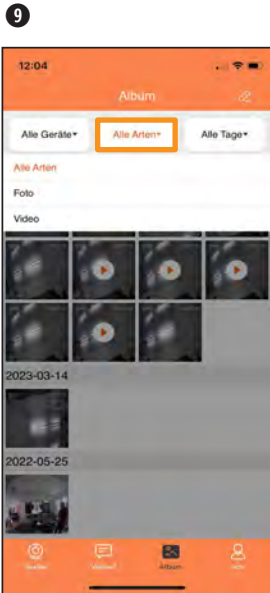 9
12:04
Album
Alle Geräte▾ Alle Arten▾ Alle Tage▾
Alle Arten
Foto
Video
2023-03-14
2022-05-25
Album